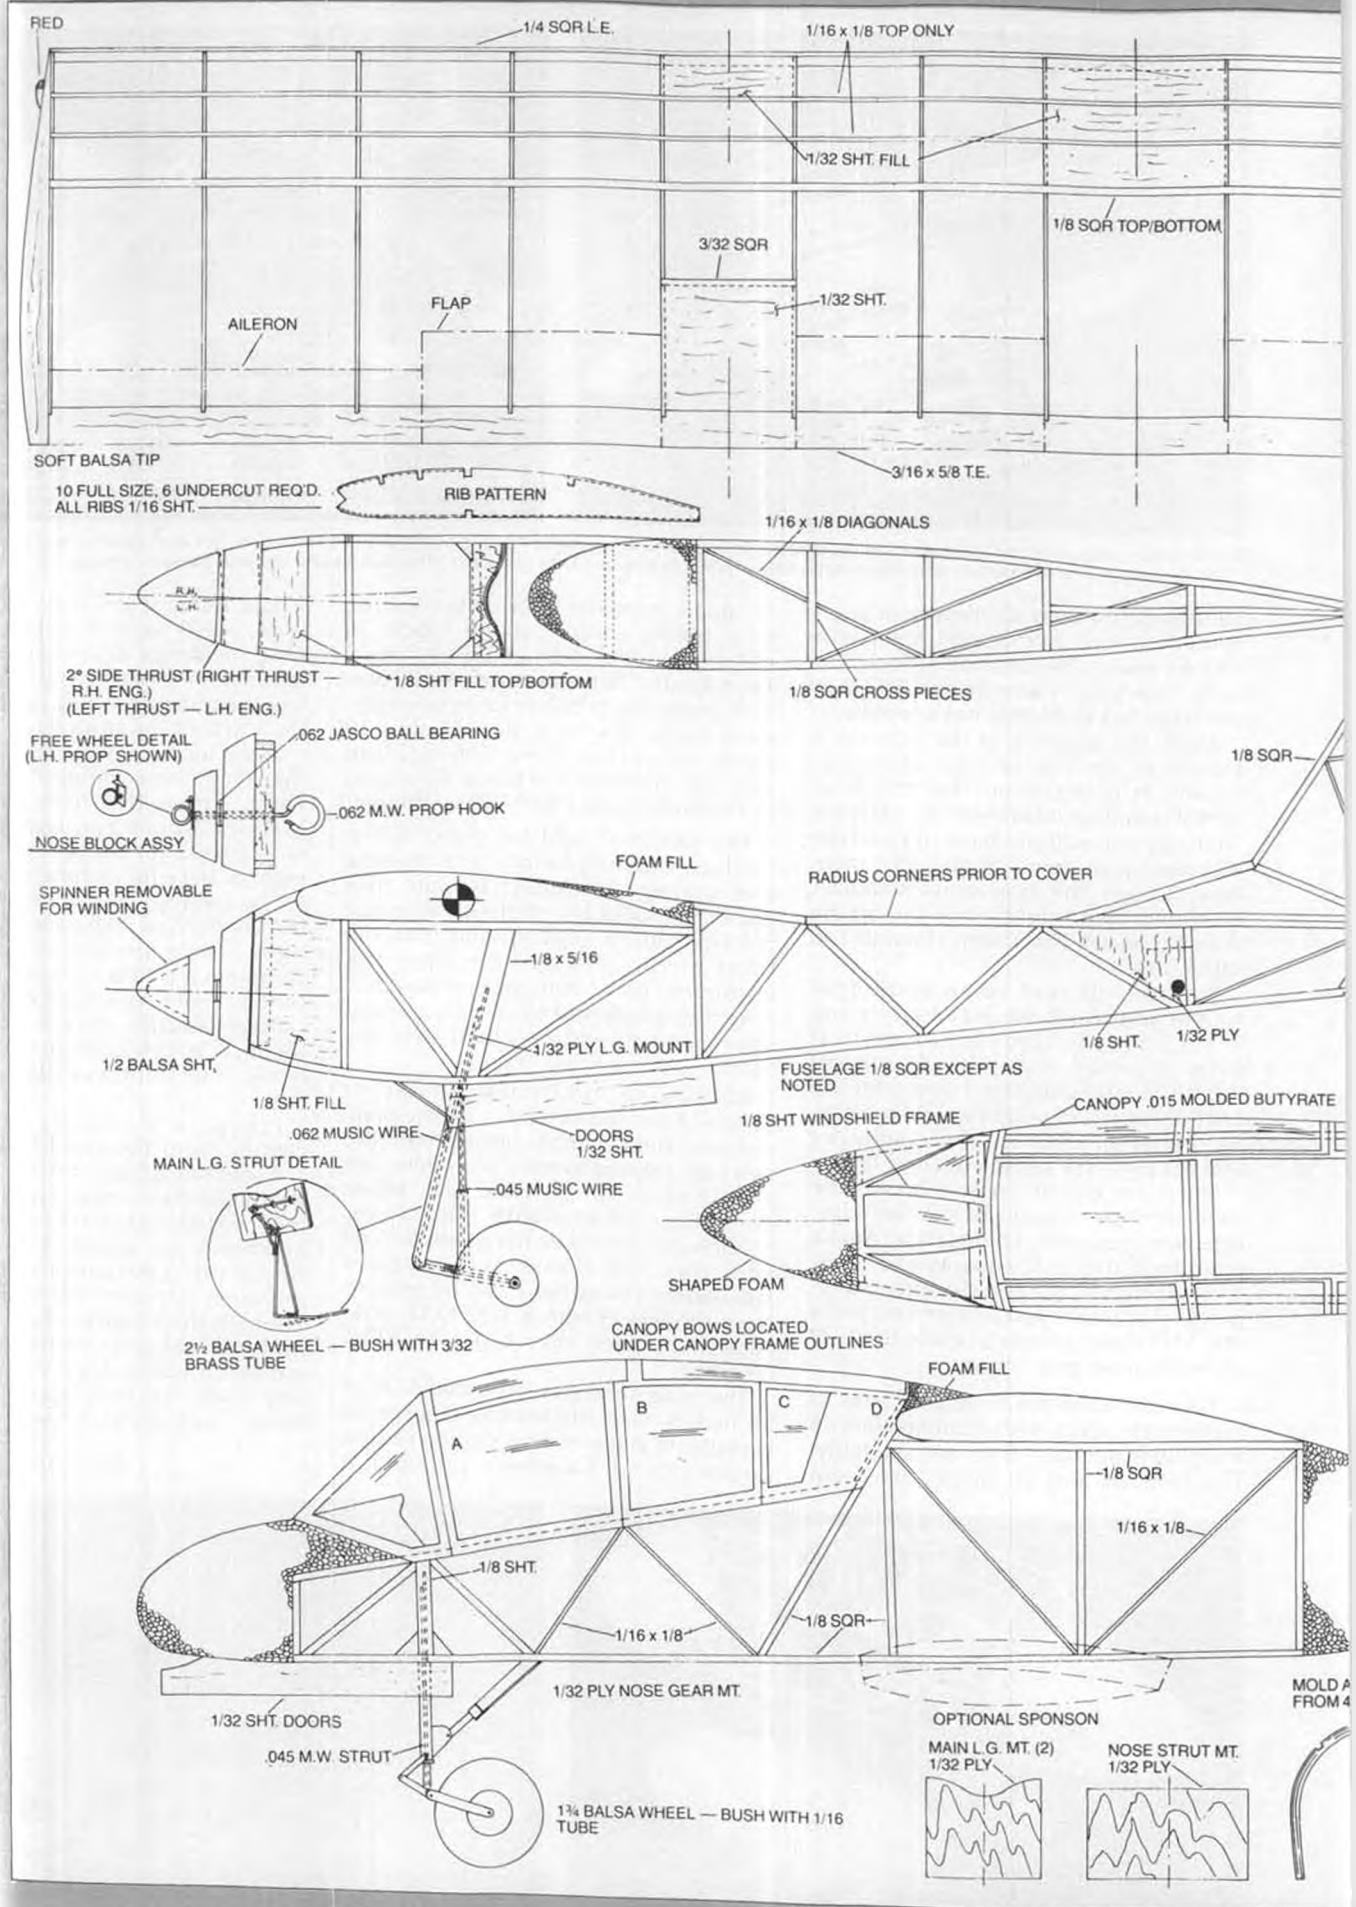 RED
1/4 SQR L.E.
1/16 x 1/8 TOP ONLY
1/32 SHT. FILL
1/8 SQR TOP/BOTTOM
3/32 SQR
1/32 SHT.
FLAP
AILERON
SOFT BALSA TIP
3/16 x 5/8 T.E.
10 FULL SIZE, 6 UNDERCUT REQ'D.
ALL RIBS 1/16 SHT.
RIB PATTERN
1/16 x 1/8 DIAGONALS
R.H.
L.H.
2° SIDE THRUST (RIGHT THRUST —
R.H. ENG.)
(LEFT THRUST — L.H. ENG.)
1/8 SHT FILL TOP/BOTTOM
1/8 SQR CROSS PIECES
FREE WHEEL DETAIL
(L.H. PROP SHOWN)
.062 JASCO BALL BEARING
1/8 SQR
.062 M.W. PROP HOOK
NOSE BLOCK ASSY
FOAM FILL
RADIUS CORNERS PRIOR TO COVER
SPINNER REMOVABLE
FOR WINDING
1/8 x 5/16
1/2 BALSA SHT.
1/32 PLY L.G. MOUNT
1/8 SHT.
1/32 PLY
FUSELAGE 1/8 SQR EXCEPT AS
NOTED
1/8 SHT. FILL
CANOPY .015 MOLDED BUTYRATE
1/8 SHT WINDSHIELD FRAME
.062 MUSIC WIRE
DOORS
1/32 SHT.
MAIN L.G. STRUT DETAIL
.045 MUSIC WIRE
SHAPED FOAM
2½ BALSA WHEEL — BUSH WITH 3/32
BRASS TUBE
CANOPY BOWS LOCATED
UNDER CANOPY FRAME OUTLINES
FOAM FILL
A
B
C
D
1/8 SQR
1/16 x 1/8
1/8 SHT.
1/16 x 1/8
1/8 SQR
1/32 PLY NOSE GEAR MT.
1/32 SHT. DOORS
MOLD A
FROM 4
OPTIONAL SPONSON
.045 M.W. STRUT
MAIN L.G. MT. (2)
1/32 PLY
NOSE STRUT MT.
1/32 PLY
1¾ BALSA WHEEL — BUSH WITH 1/16
TUBE